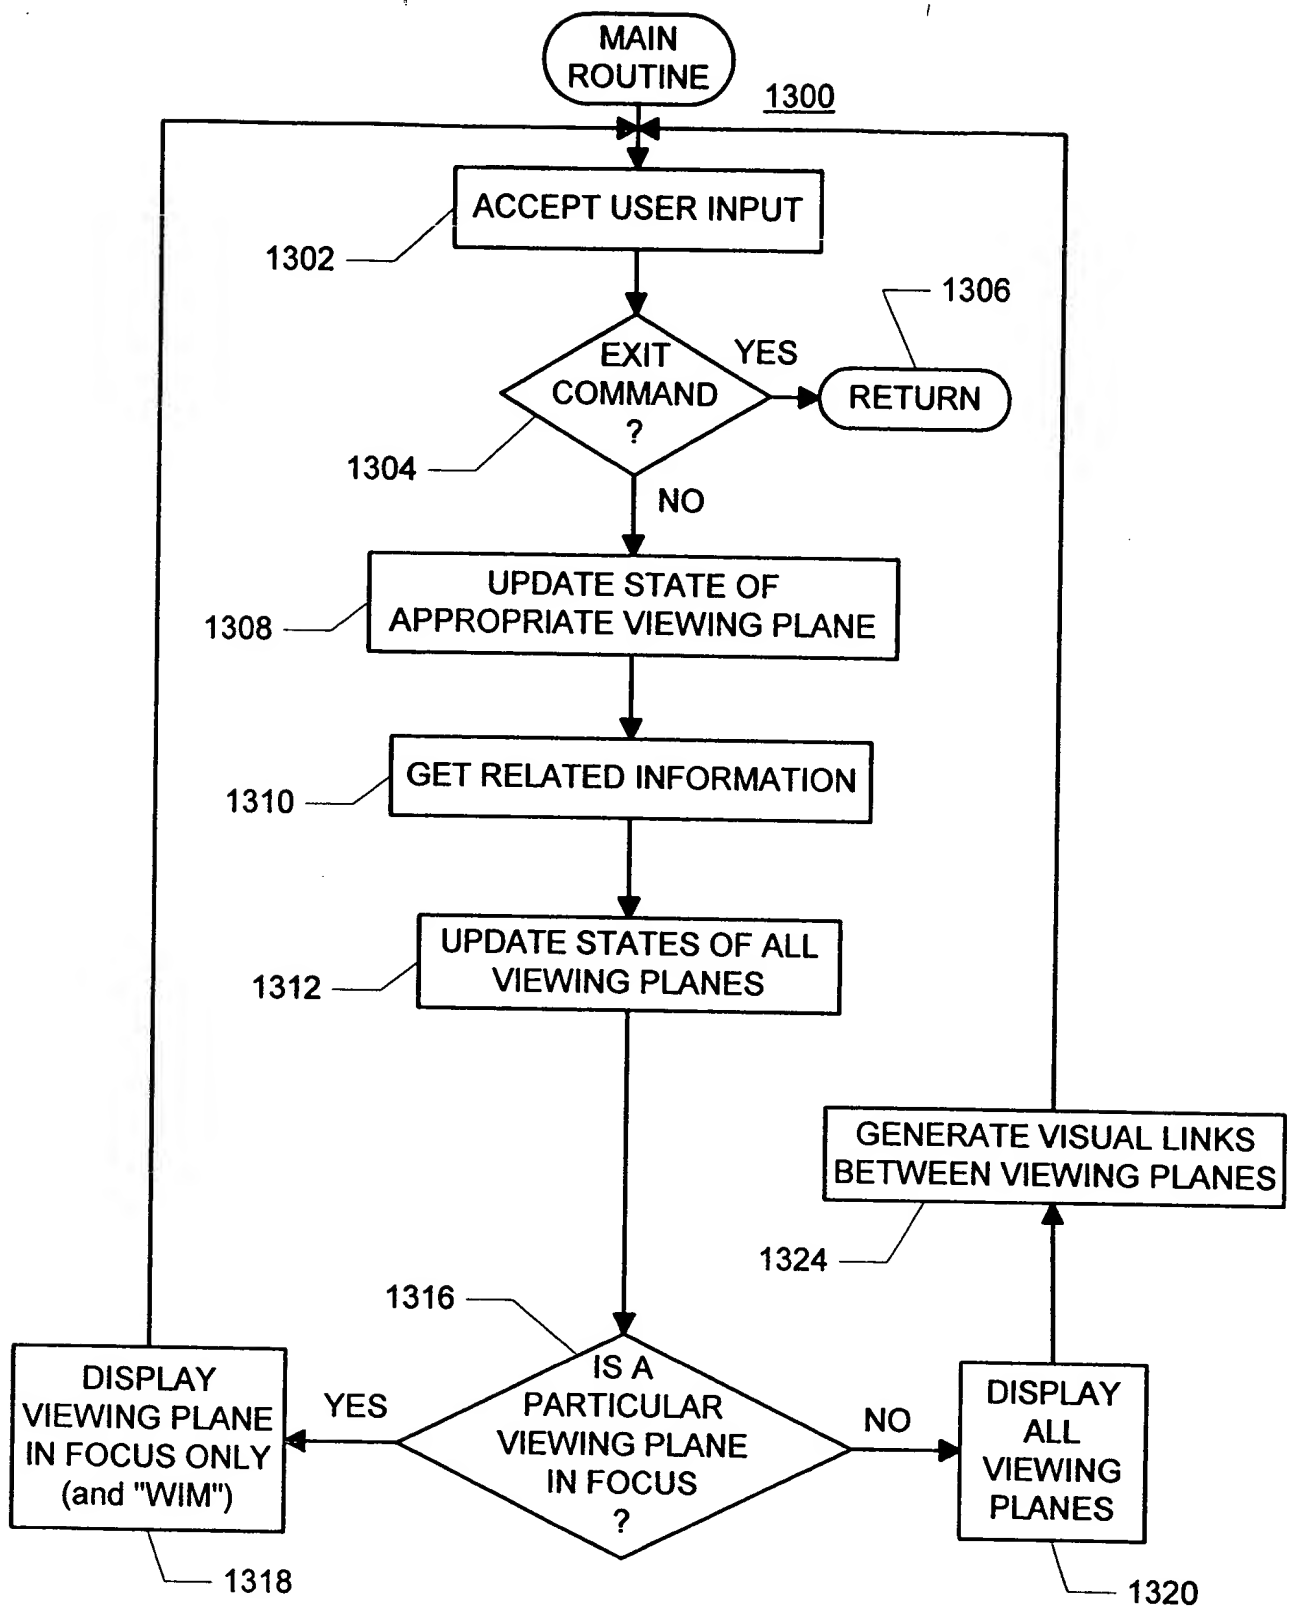 MAIN
ROUTINE
1300
ACCEPT USER INPUT
1302
1306
EXIT
COMMAND
?
YES
RETURN
1304
NO
UPDATE STATE OF
APPROPRIATE VIEWING PLANE
1308
GET RELATED INFORMATION
1310
UPDATE STATES OF ALL
VIEWING PLANES
1312
GENERATE VISUAL LINKS
BETWEEN VIEWING PLANES
1324
1316
IS A
PARTICULAR
VIEWING PLANE
IN FOCUS
?
YES
NO
DISPLAY
VIEWING PLANE
IN FOCUS ONLY
(and "WIM")
1318
DISPLAY
ALL
VIEWING
PLANES
1320